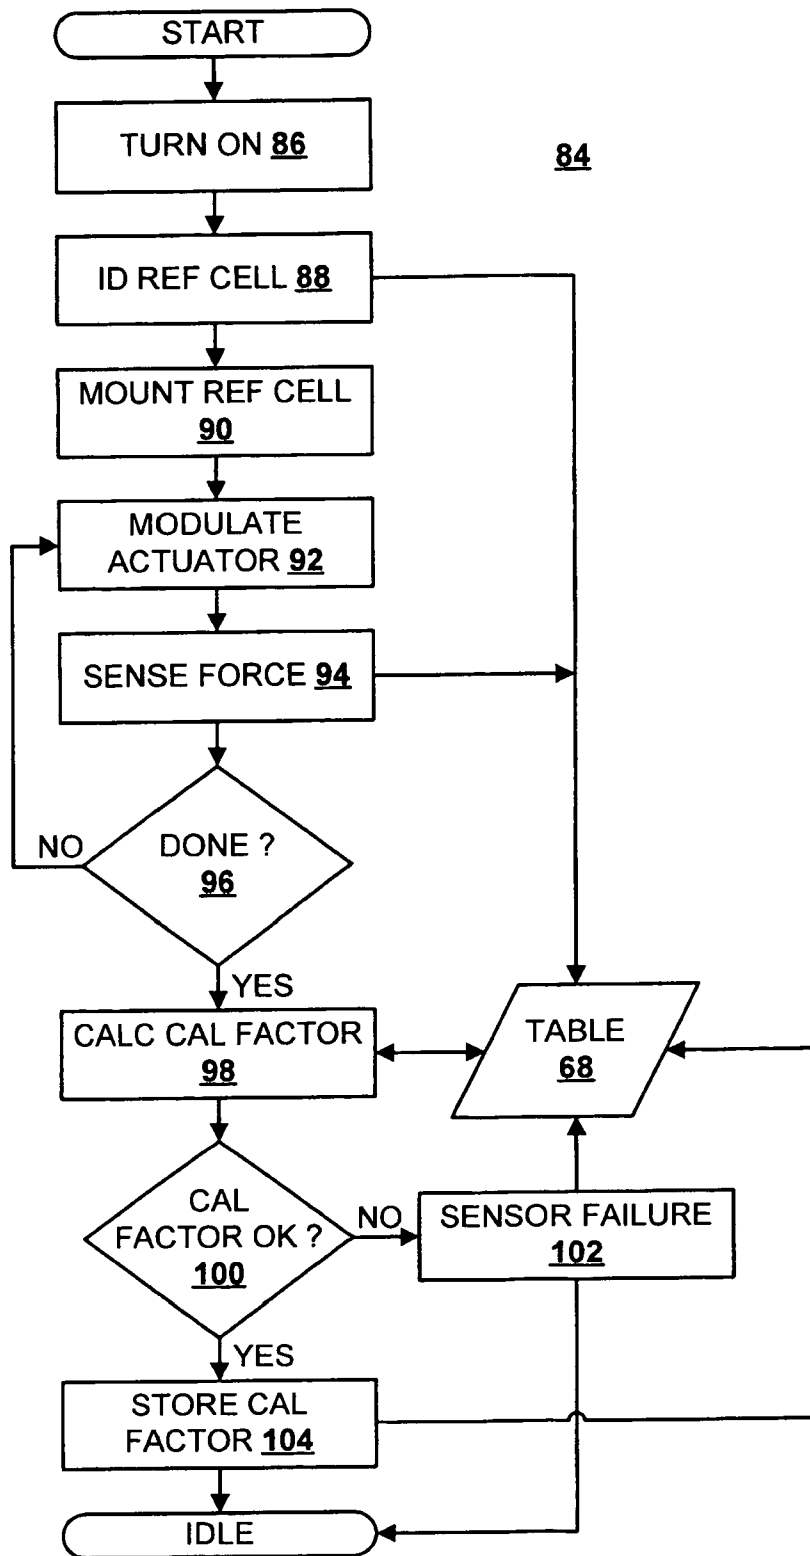 START
TURN ON 86
84
ID REF CELL 88
MOUNT REF CELL
90
MODULATE
ACTUATOR 92
SENSE FORCE 94
NO
DONE ?
96
YES
CALC CAL FACTOR
98
TABLE
68
CAL
FACTOR OK ?
100
NO
SENSOR FAILURE
102
YES
STORE CAL
FACTOR 104
IDLE